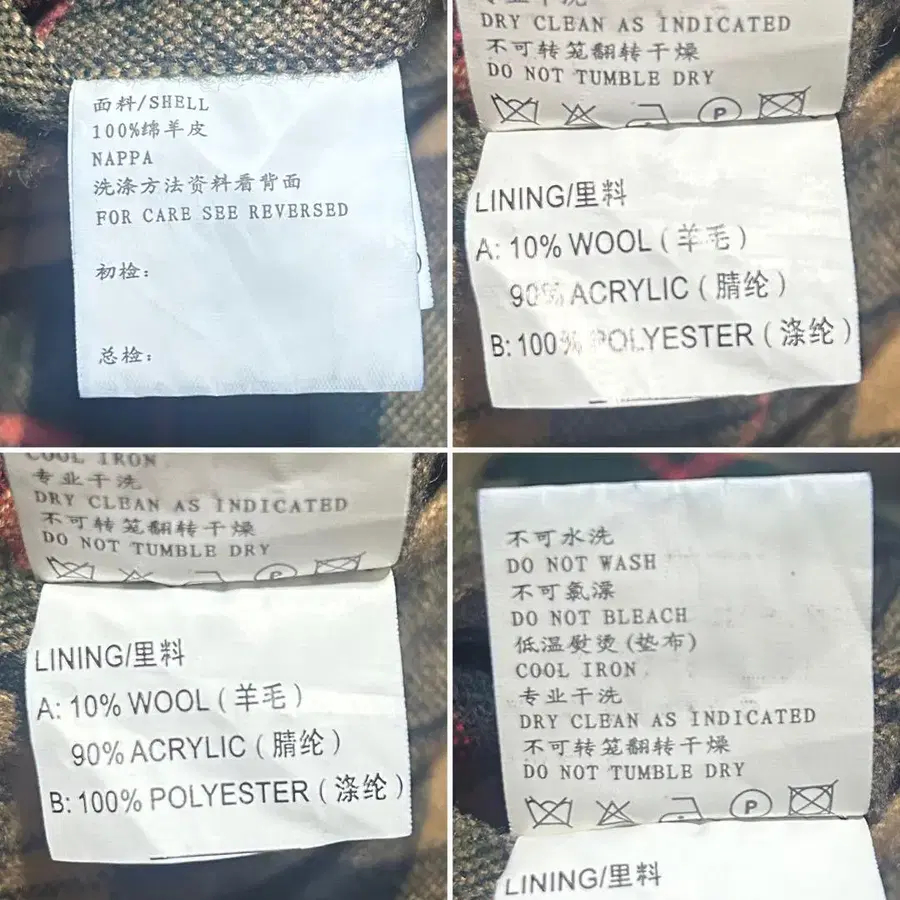 面料/SHELL
100%绵羊皮
NAPPA
洗涤方法资料看背面
FOR CARE SEE REVERSED
初检:
总检:
专业干洗
DRY CLEAN AS INDICATED
不可转笼翻转干燥
DO NOT TUMBLE DRY
P
LINING/里料
A: 10% WOOL (羊毛)
90% ACRYLIC (腈纶)
B: 100% POLYESTER (涤纶)
COOL IRON
专业干洗
DRY CLEAN AS INDICATED
不可转笼翻转干燥
DO NOT TUMBLE DRY
P
LINING/里料
A: 10% WOOL (羊毛)
90% ACRYLIC (腈纶)
B: 100% POLYESTER (涤纶)
不可水洗
DO NOT WASH
不可氯漂
DO NOT BLEACH
低温熨烫(垫布)
COOL IRON
专业干洗
DRY CLEAN AS INDICATED
不可转笼翻转干燥
DO NOT TUMBLE DRY
P
LINING/里料